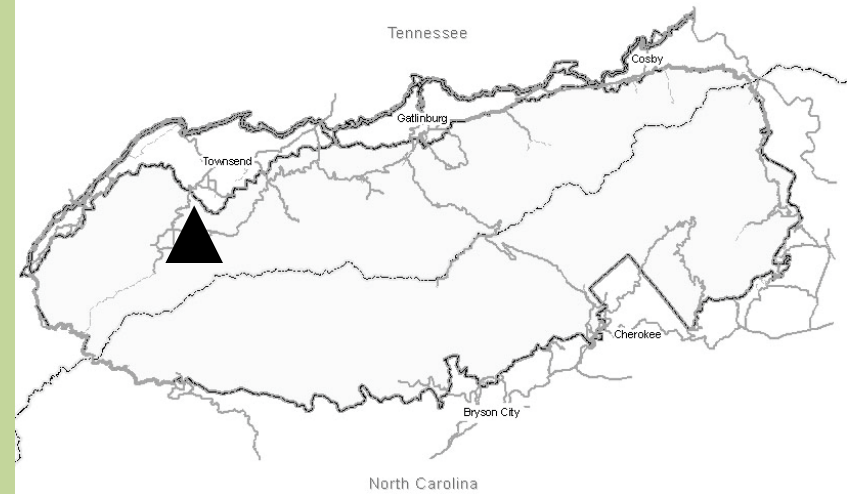 Tennessee
Cosby
Gatlinburg
Townsend
Cherokee
Bryson City
North Carolina